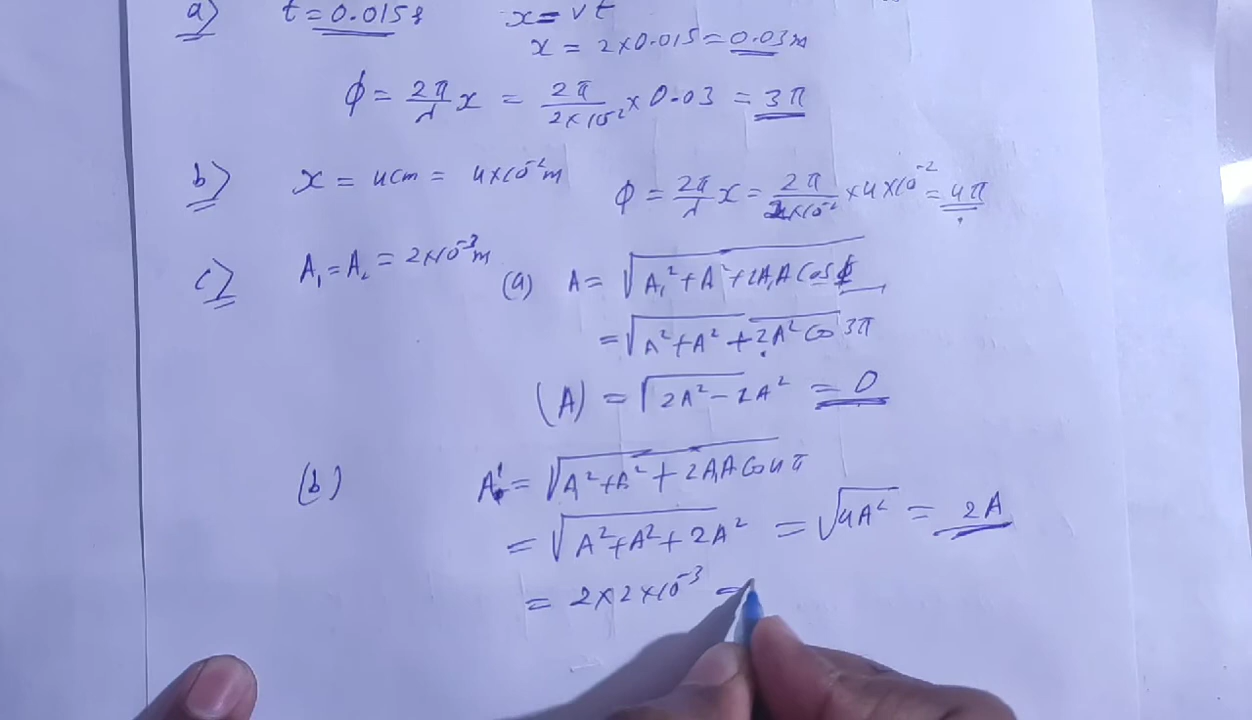 a) t = 0.015s x = vt
x = 2×0.015 = 0.03m
ϕ = 2π/λ x = 2π/2×10⁻² × 0.03 = 3π
b) x = 4cm = 4×10⁻²m ϕ = 2π/λ x = 2π/2×10⁻² × 4×10⁻² = 4π
c) A₁ = A₂ = 2×10⁻³m (a) A = √A₁² + A² + 2A₁A Cos ϕ
= √A² + A² + 2A² Cos 3π
(A) = √2A² − 2A² = 0
(b) A' = √A₁² + A² + 2A₁A Cos 4π
= √A² + A² + 2A² = √4A² = 2A
= 2×2×10⁻³ =